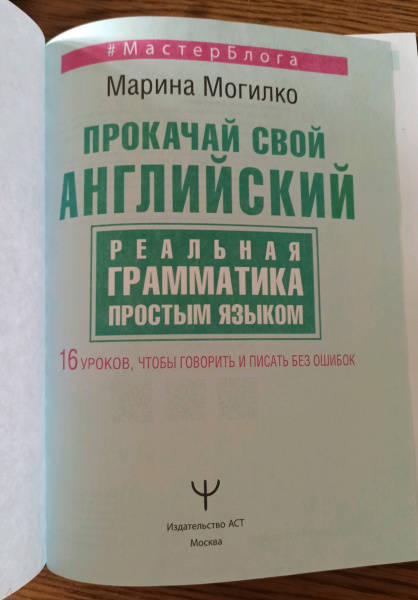 #МастерБлога
Марина Могилко
ПРОКАЧАЙ СВОЙ
АНГЛИЙСКИЙ
РЕАЛЬНАЯ
ГРАММАТИКА
ПРОСТЫМ ЯЗЫКОМ
16 УРОКОВ, ЧТОБЫ ГОВОРИТЬ И ПИСАТЬ БЕЗ ОШИБОК
Издательство АСТ
Москва